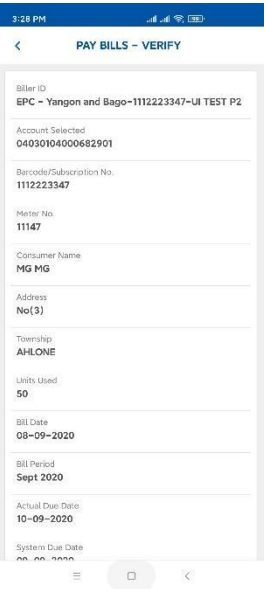 3:28 PM
PAY BILLS - VERIFY
Biller ID
EPC - Yangon and Bago-1112223347-UI TEST P2
Account Selected
04030104000682901
Barcode/Subscription No.
1112223347
Meter No.
11147
Consumer Name
MG MG
Address
No(3)
Township
AHLONE
Units Used
50
Bill Date
08-09-2020
Bill Period
Sept 2020
Actual Due Date
10-09-2020
System Due Date